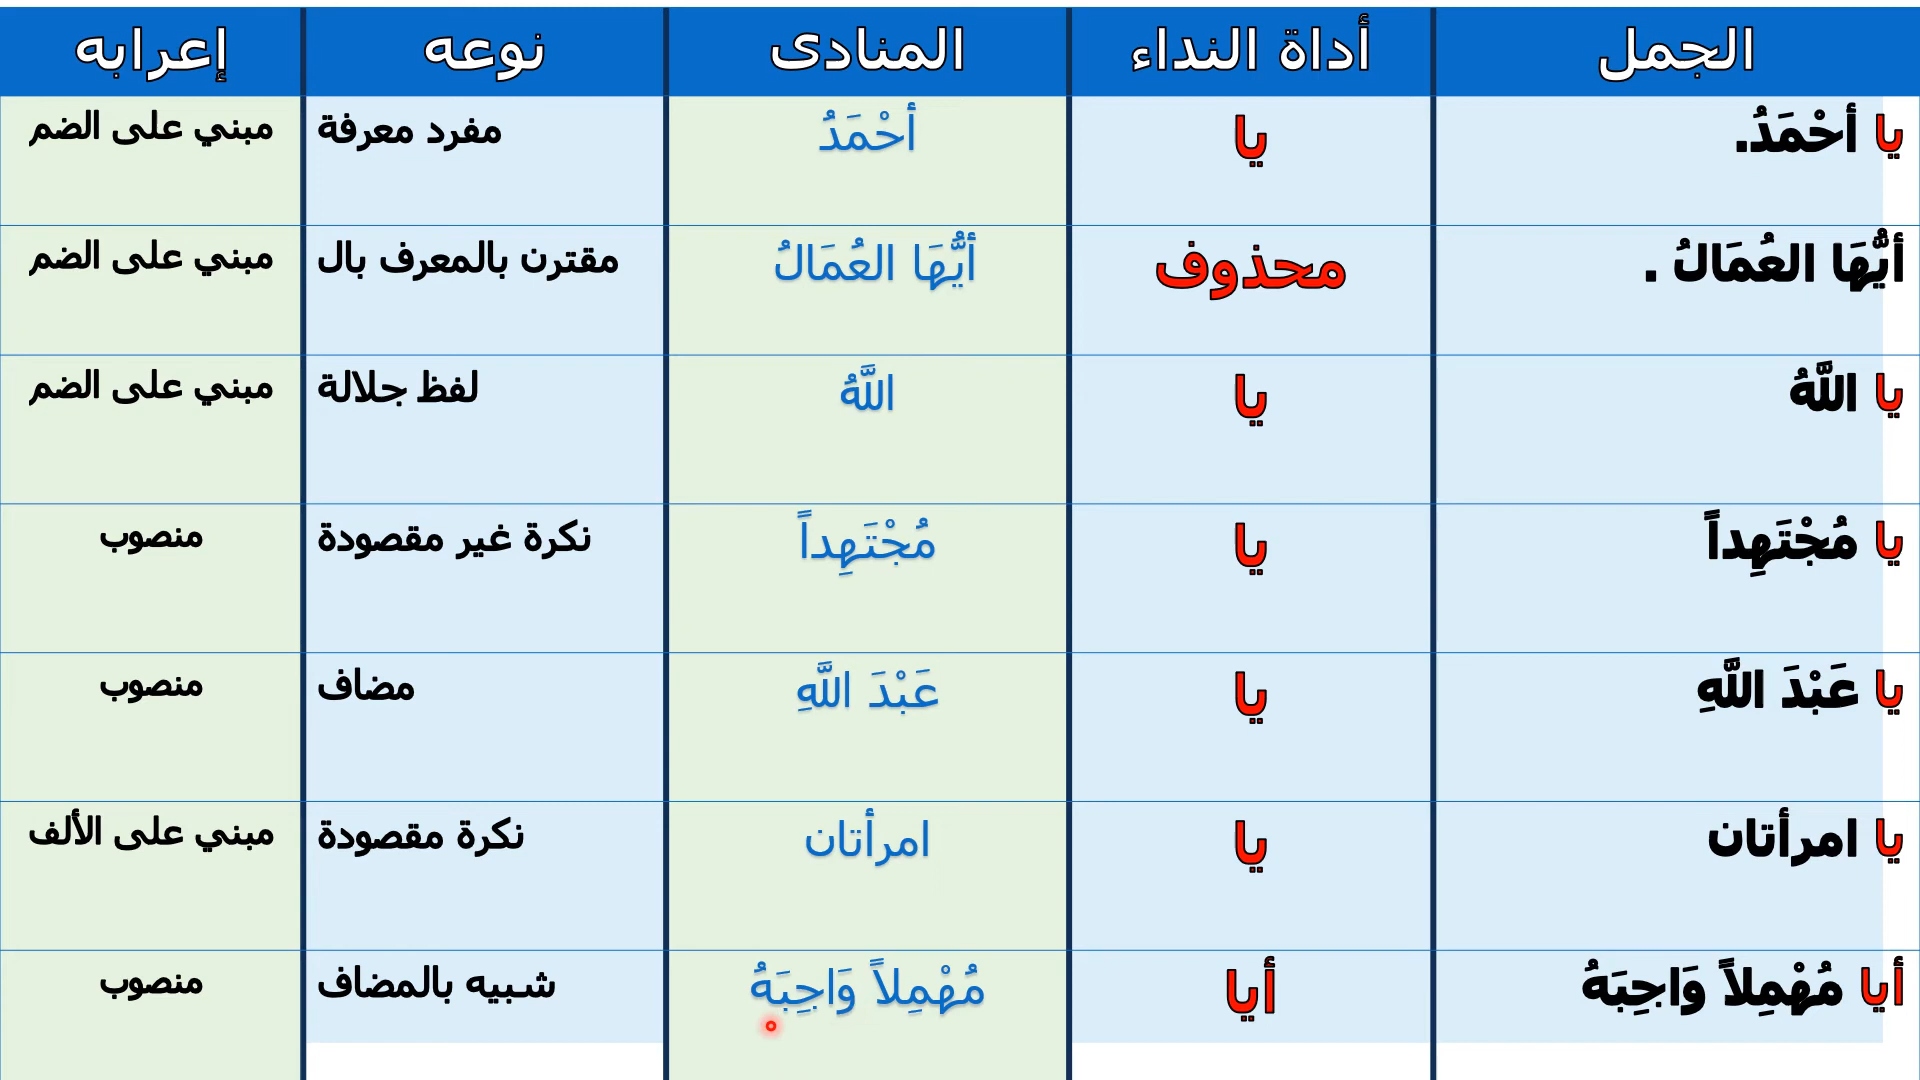 الجمل أداة النداء المنادى نوعه إعرابه
يا أحْمَدُ. يا أحْمَدُ مفرد معرفة مبني على الضم
أيُّهَا العُمَالُ . محذوف أيُّهَا العُمَالُ مقترن بالمعرف بال مبني على الضم
يا اللَّهُ يا اللَّهُ لفظ جلالة مبني على الضم
يا مُجْتَهِداً يا مُجْتَهِداً نكرة غير مقصودة منصوب
يا عَبْدَ اللَّهِ يا عَبْدَ اللَّهِ مضاف منصوب
يا امرأتان يا امرأتان نكرة مقصودة مبني على الألف
أيا مُهْمِلاً وَاجِبَهُ أيا مُهْمِلاً وَاجِبَهُ شبيه بالمضاف منصوب